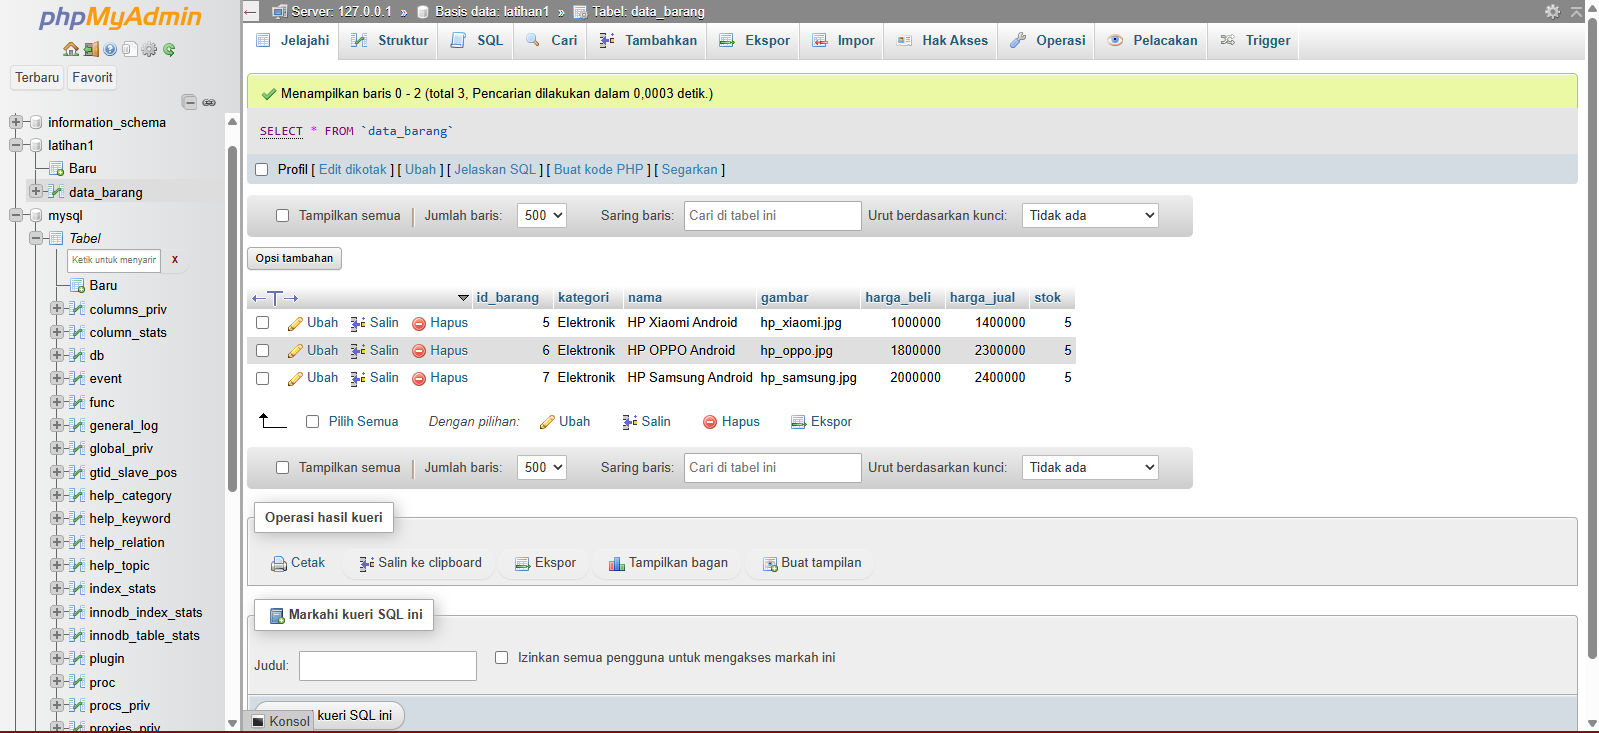 phpMyAdmin
Terbaru Favorit
information_schema
latihan1
Baru
data_barang
mysql
Tabel
Ketik untuk menyarir X
Baru
columns_priv
column_stats
db
event
func
general_log
global_priv
gtid_slave_pos
help_category
help_keyword
help_relation
help_topic
index_stats
innodb_index_stats
innodb_table_stats
plugin
proc
procs_priv
proxies_priv
Server: 127.0.0.1 » Basis data: latihan1 » Tabel: data_barang
Jelajahi Struktur SQL Cari Tambahkan Ekspor Impor Hak Akses Operasi Pelacakan Trigger
Menampilkan baris 0 - 2 (total 3, Pencarian dilakukan dalam 0,0003 detik.)
SELECT * FROM `data_barang`
Profil [ Edit dikotak ] [ Ubah ] [ Jelaskan SQL ] [ Buat kode PHP ] [ Segarkan ]
Tampilkan semua | Jumlah baris: 500 Saring baris: Cari di tabel ini Urut berdasarkan kunci: Tidak ada
Opsi tambahan
←T→ id_barang kategori nama gambar harga_beli harga_jual stok
Ubah Salin Hapus 5 Elektronik HP Xiaomi Android hp_xiaomi.jpg 1000000 1400000 5
Ubah Salin Hapus 6 Elektronik HP OPPO Android hp_oppo.jpg 1800000 2300000 5
Ubah Salin Hapus 7 Elektronik HP Samsung Android hp_samsung.jpg 2000000 2400000 5
Pilih Semua Dengan pilihan: Ubah Salin Hapus Ekspor
Tampilkan semua | Jumlah baris: 500 Saring baris: Cari di tabel ini Urut berdasarkan kunci: Tidak ada
Operasi hasil kueri
Cetak Salin ke clipboard Ekspor Tampilkan bagan Buat tampilan
Markahi kueri SQL ini
Judul: Izinkan semua pengguna untuk mengakses markah ini
Konsol kueri SQL ini